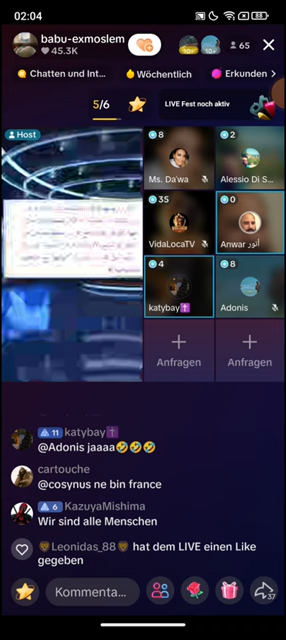 02:04
88
babu-exmoslem
45.3K
10+
10+
65
Chatten und Int...
Wöchentlich
Erkunden
5/6
LIVE Fest noch aktiv
Host
8
2
Ms. Da'wa
Alessio Di S...
35
0
VidaLocaTV
Anwar أنور
4
8
katybay
Adonis
Anfragen
Anfragen
11 katybay
@Adonis jaaaa🤣🤣🤣
cartouche
@cosynus ne bin france
6 KazuyaMishima
Wir sind alle Menschen
🦁Leonidas_88🦁 hat dem LIVE einen Like
gegeben
Kommenta...
37